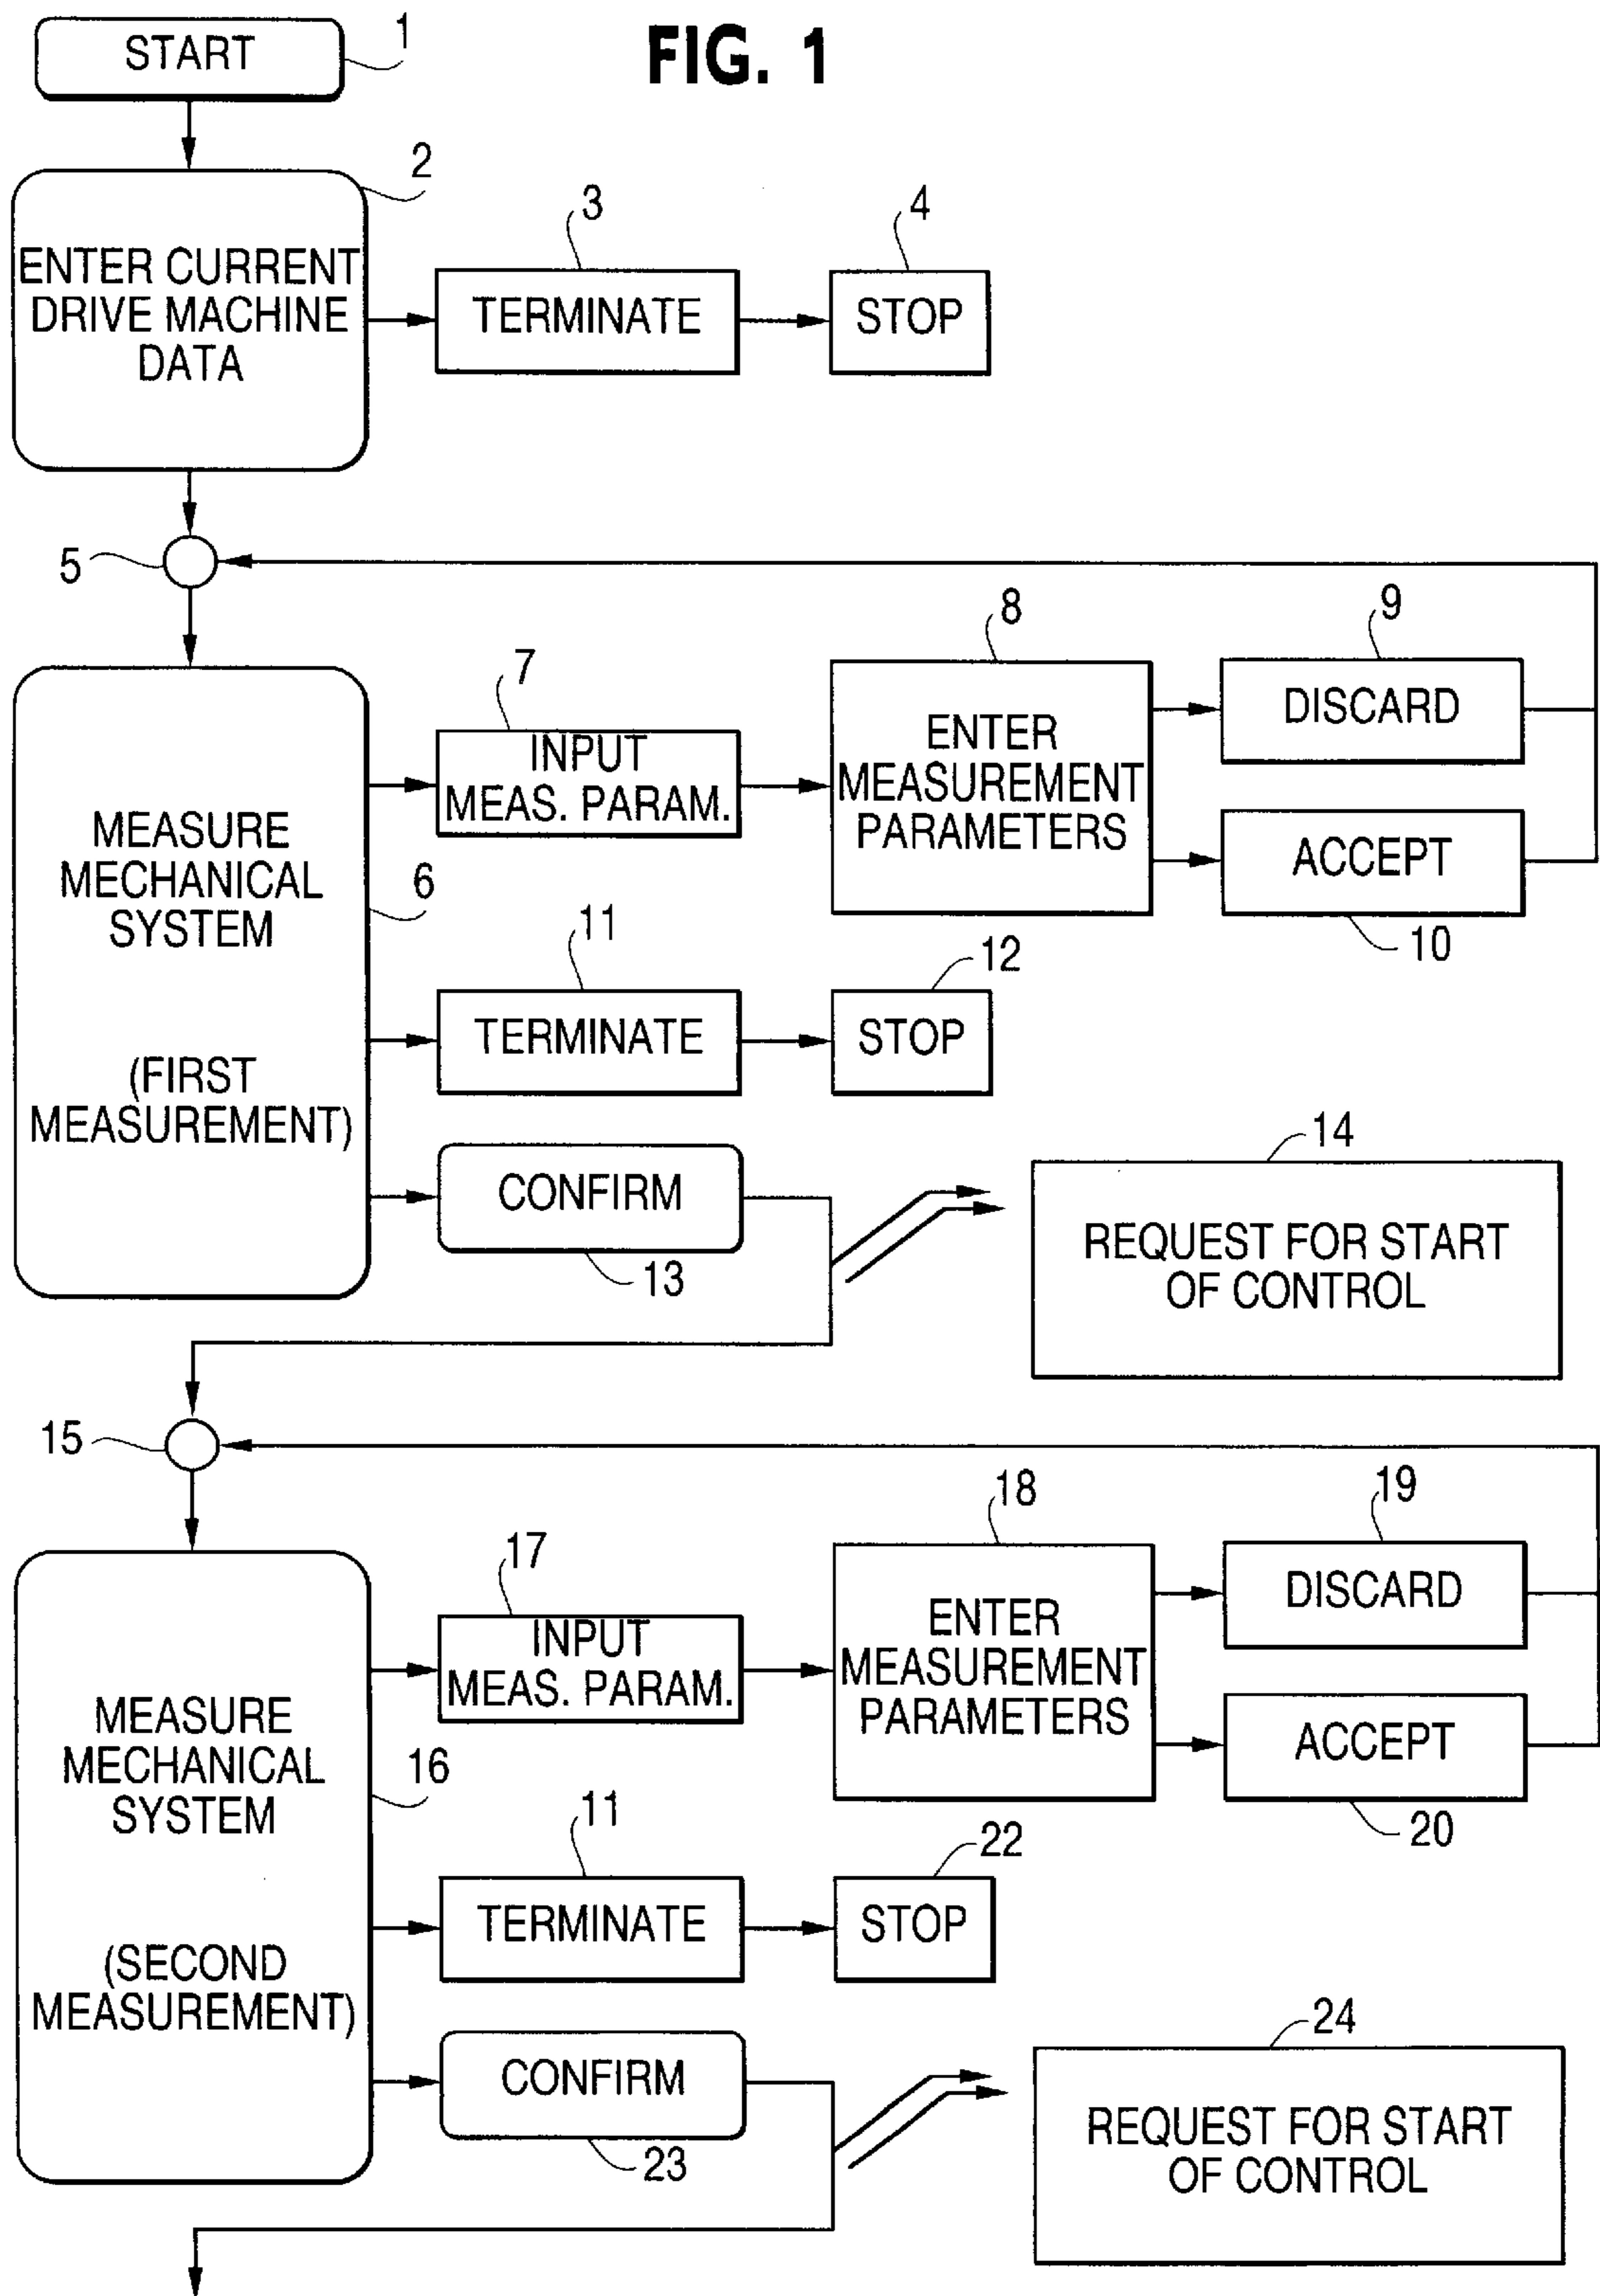 FIG. 1
START
1
2
ENTER CURRENT
DRIVE MACHINE
DATA
3
TERMINATE
4
STOP
5
MEASURE
MECHANICAL
SYSTEM
(FIRST
MEASUREMENT)
6
7
INPUT
MEAS. PARAM.
8
ENTER
MEASUREMENT
PARAMETERS
9
DISCARD
ACCEPT
10
11
TERMINATE
12
STOP
CONFIRM
13
14
REQUEST FOR START
OF CONTROL
15
MEASURE
MECHANICAL
SYSTEM
(SECOND
MEASUREMENT)
16
17
INPUT
MEAS. PARAM.
18
ENTER
MEASUREMENT
PARAMETERS
19
DISCARD
ACCEPT
20
11
TERMINATE
22
STOP
CONFIRM
23
24
REQUEST FOR START
OF CONTROL